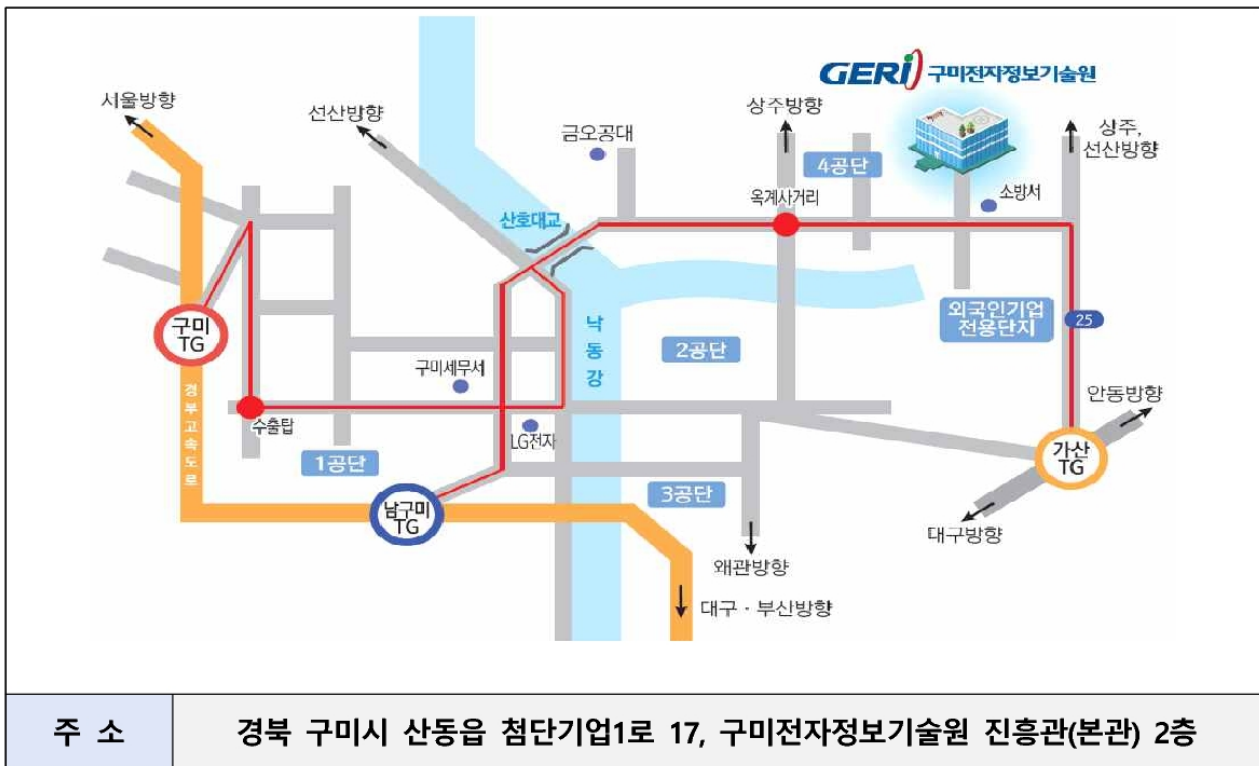 GERI 구미전자정보기술원
서울방향
선산방향
금오공대
상주방향
4공단
상주,
선산방향
옥계사거리
소방서
산호대교
구미
TG
낙동강
2공단
외국인기업
전용단지
25
구미세무서
경부고속도로
수출탑
LG전자
안동방향
1공단
가산
TG
3공단
남구미
TG
대구방향
왜관방향
대구 · 부산방향
주 소
경북 구미시 산동읍 첨단기업1로 17, 구미전자정보기술원 진흥관(본관) 2층